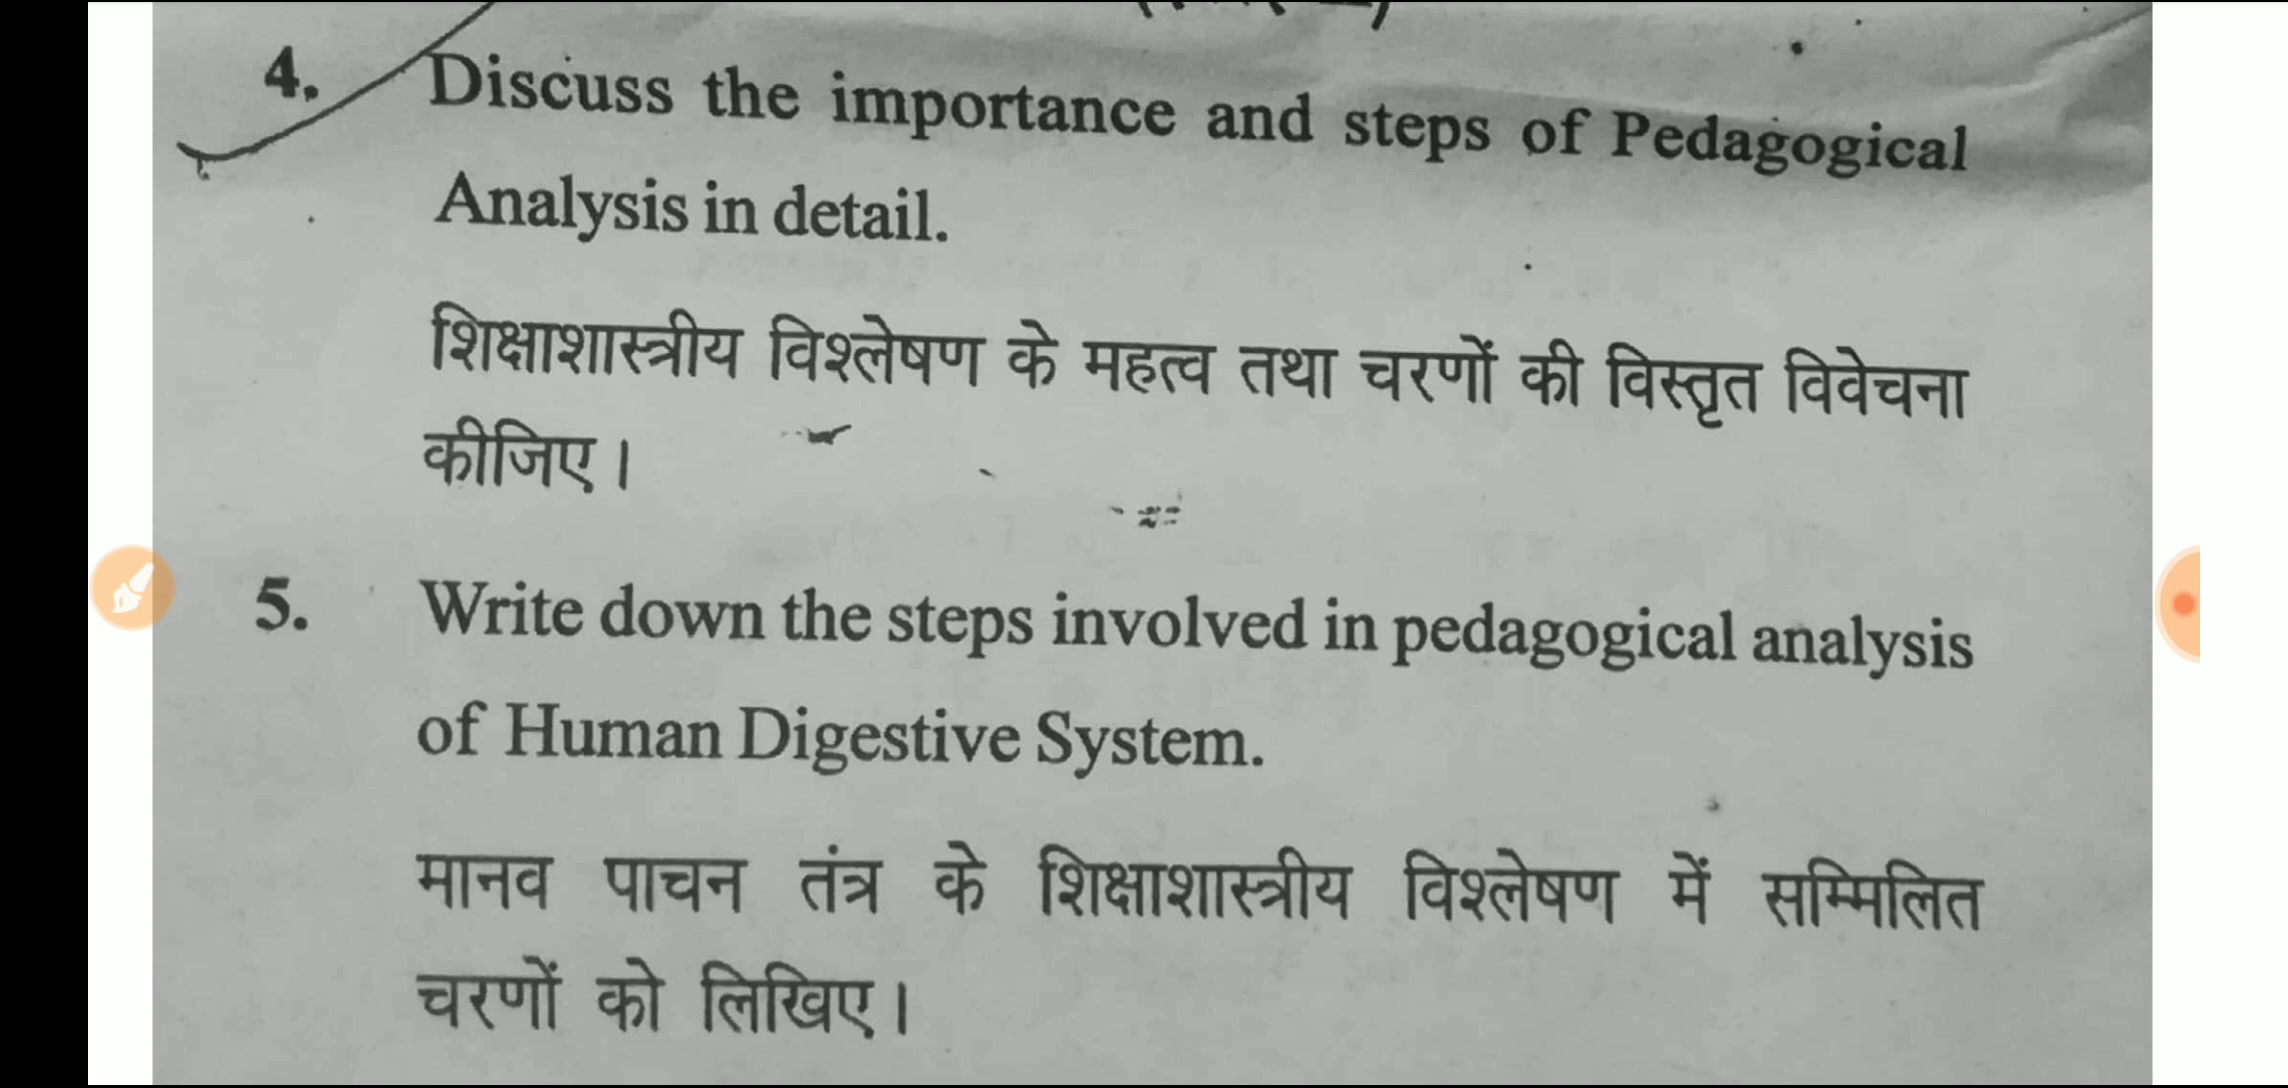 4. Discuss the importance and steps of Pedagogical
Analysis in detail.
शिक्षाशास्त्रीय विश्लेषण के महत्व तथा चरणों की विस्तृत विवेचना
कीजिए।
5. Write down the steps involved in pedagogical analysis
of Human Digestive System.
मानव पाचन तंत्र के शिक्षाशास्त्रीय विश्लेषण में सम्मिलित
चरणों को लिखिए।